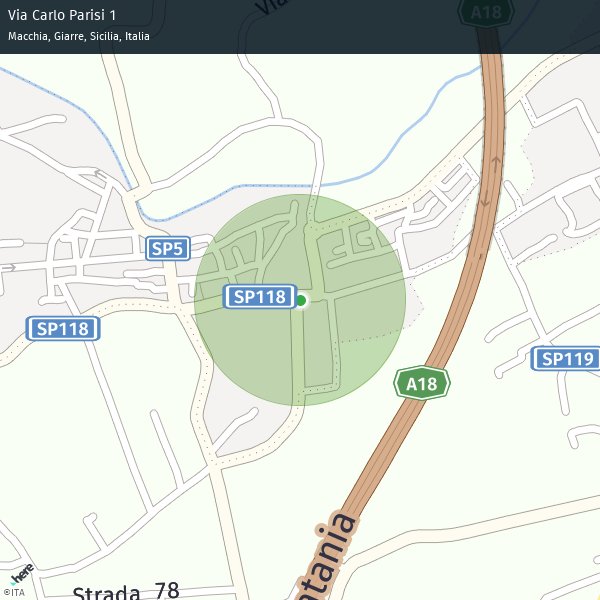 Via Carlo Parisi 1
Macchia, Giarre, Sicilia, Italia
Via
A18
SP5
SP118
SP118
SP119
A18
tania
Strada 78
here
©ITA